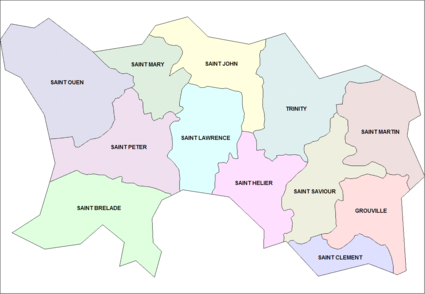 SAINT JOHN
SAINT MARY
SAINT OUEN
TRINITY
SAINT LAWRENCE
SAINT MARTIN
SAINT PETER
SAINT HELIER
SAINT SAVIOUR
SAINT BRELADE
GROUVILLE
SAINT CLEMENT